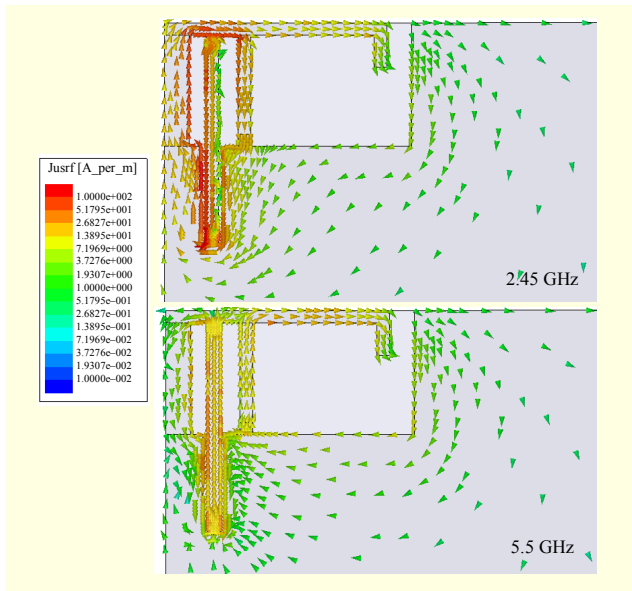 Jusrf [A_per_m]
1.0000e+002
5.1795e+001
2.6827e+001
1.3895e+001
7.1969e+000
3.7276e+000
1.9307e+000
1.0000e+000
5.1795e–001
2.6827e–001
1.3895e–001
7.1969e–002
3.7276e–002
1.9307e–002
1.0000e–002
2.45 GHz
5.5 GHz